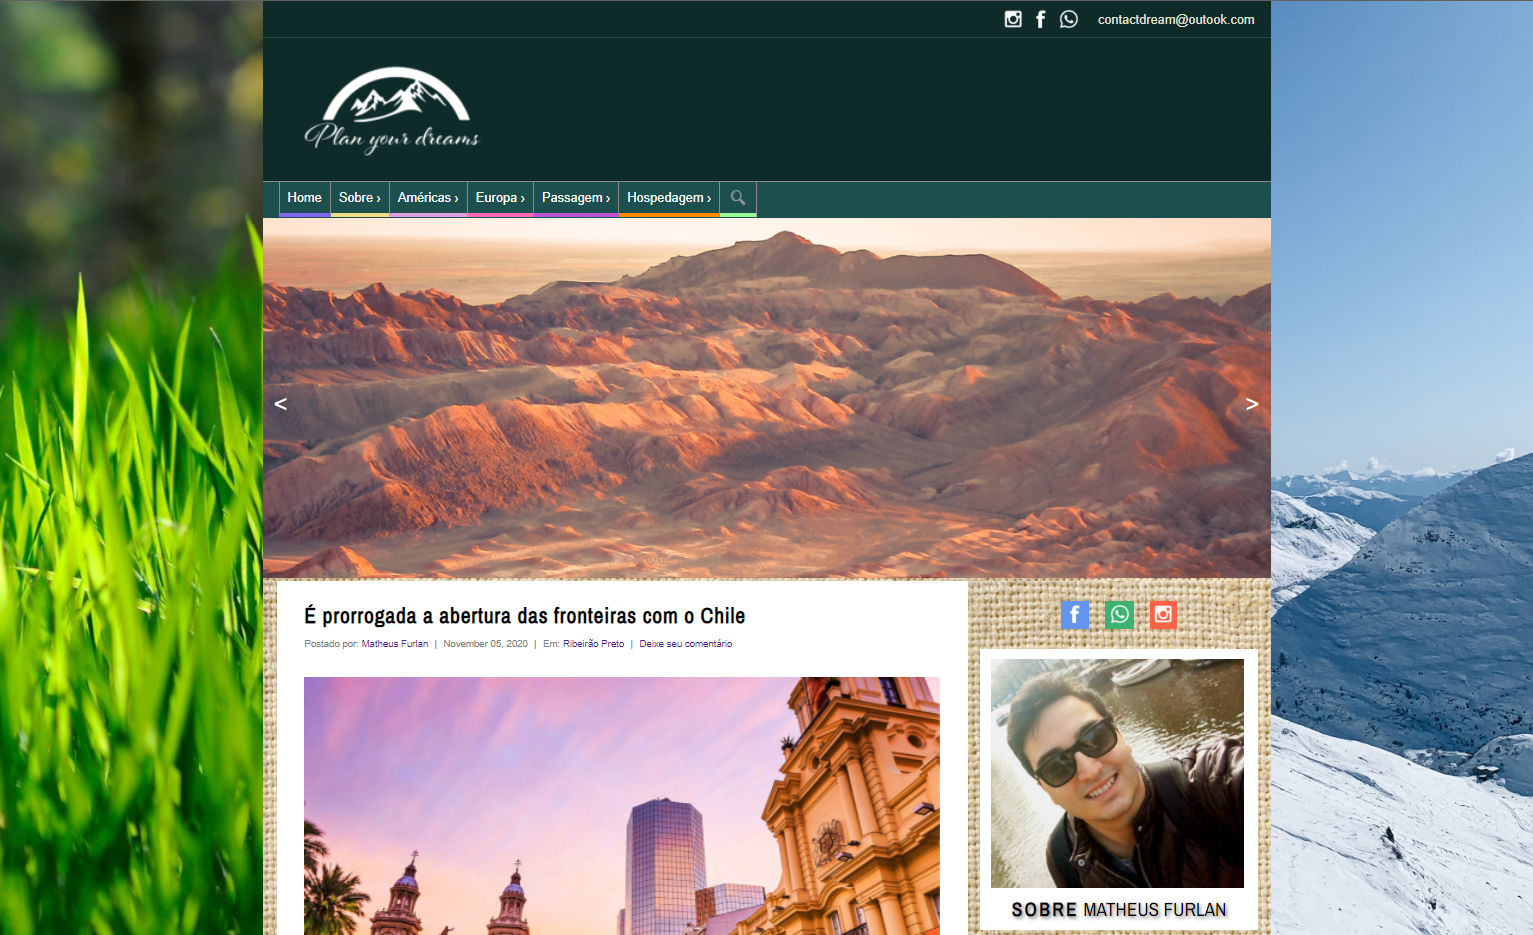 contactdream@outook.com
Plan your dreams
Home Sobre › Américas › Europa › Passagem › Hospedagem ›
< >
É prorrogada a abertura das fronteiras com o Chile
Postado por: Matheus Furlan | November 05, 2020 | Em: Ribeirão Preto | Deixe seu comentário
SOBRE MATHEUS FURLAN